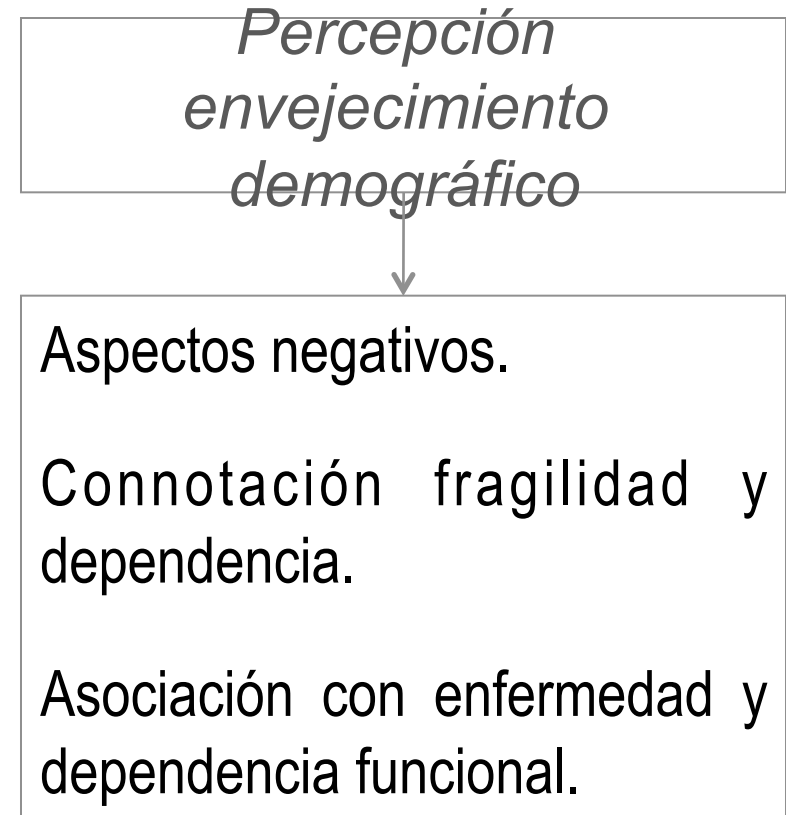 Percepción
envejecimiento
demográfico
Aspectos negativos.
Connotación fragilidad y
dependencia.
Asociación con enfermedad y
dependencia funcional.